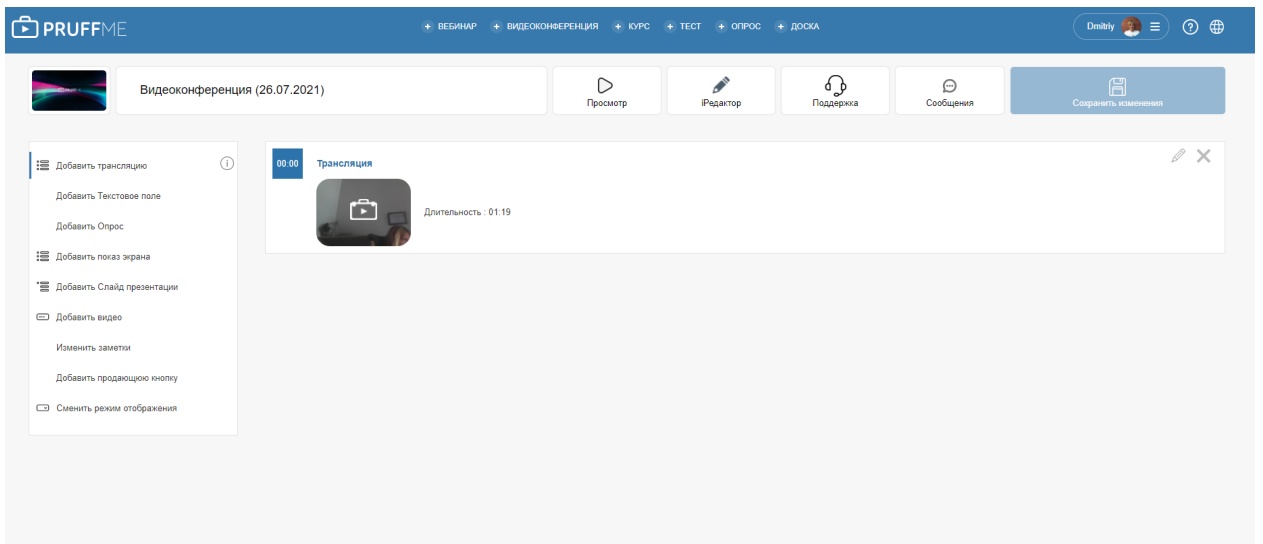 PRUFFME
+ ВЕБИНАР + ВИДЕОКОНФЕРЕНЦИЯ + КУРС + ТЕСТ + ОПРОС + ДОСКА
Dmitriy
Видеоконференция (26.07.2021)
Просмотр
iРедактор
Поддержка
Сообщения
Сохранить изменения
Добавить трансляцию
Добавить Текстовое поле
Добавить Опрос
Добавить показ экрана
Добавить Слайд презентации
Добавить видео
Изменить заметки
Добавить продающюю кнопку
Сменить режим отображения
00:00 Трансляция
Длительность : 01:19